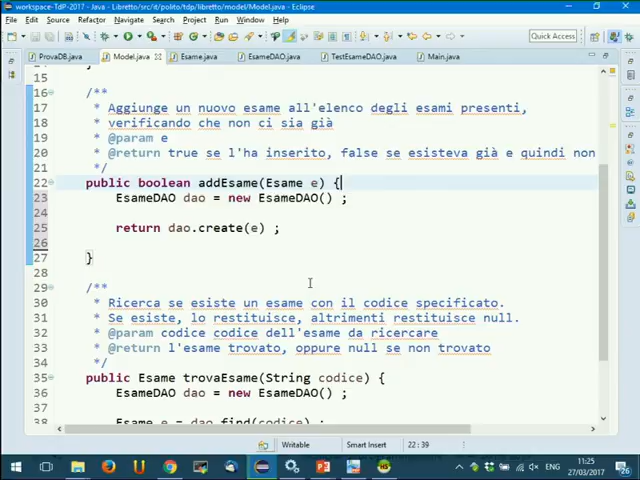 workspace-TdP-2017 - Java - Libretto/src/it/polito/tdp/libretto/model/Model.java - Eclipse
File Edit Source Refactor Navigate Search Project Run Window Help
Quick Access
ProvaDB.java Model.java Esame.java EsameDAO.java TestEsameDAO.java Main.java
15
16 /**
17 * Aggiunge un nuovo esame all'elenco degli esami presenti,
18 * verificando che non ci sia già
19 * @param e
20 * @return true se l'ha inserito, false se esisteva già e quindi non
21 */
22 public boolean addEsame(Esame e) {
23 EsameDAO dao = new EsameDAO() ;
24
25 return dao.create(e) ;
26
27 }
28
29 /**
30 * Ricerca se esiste un esame con il codice specificato.
31 * Se esiste, lo restituisce, altrimenti restituisce null.
32 * @param codice codice dell'esame da ricercare
33 * @return l'esame trovato, oppure null se non trovato
34 */
35 public Esame trovaEsame(String codice) {
36 EsameDAO dao = new EsameDAO() ;
37
38 Esame e = dao.find(codice) ;
Writable Smart Insert 22 : 39
11:25
27/03/2017